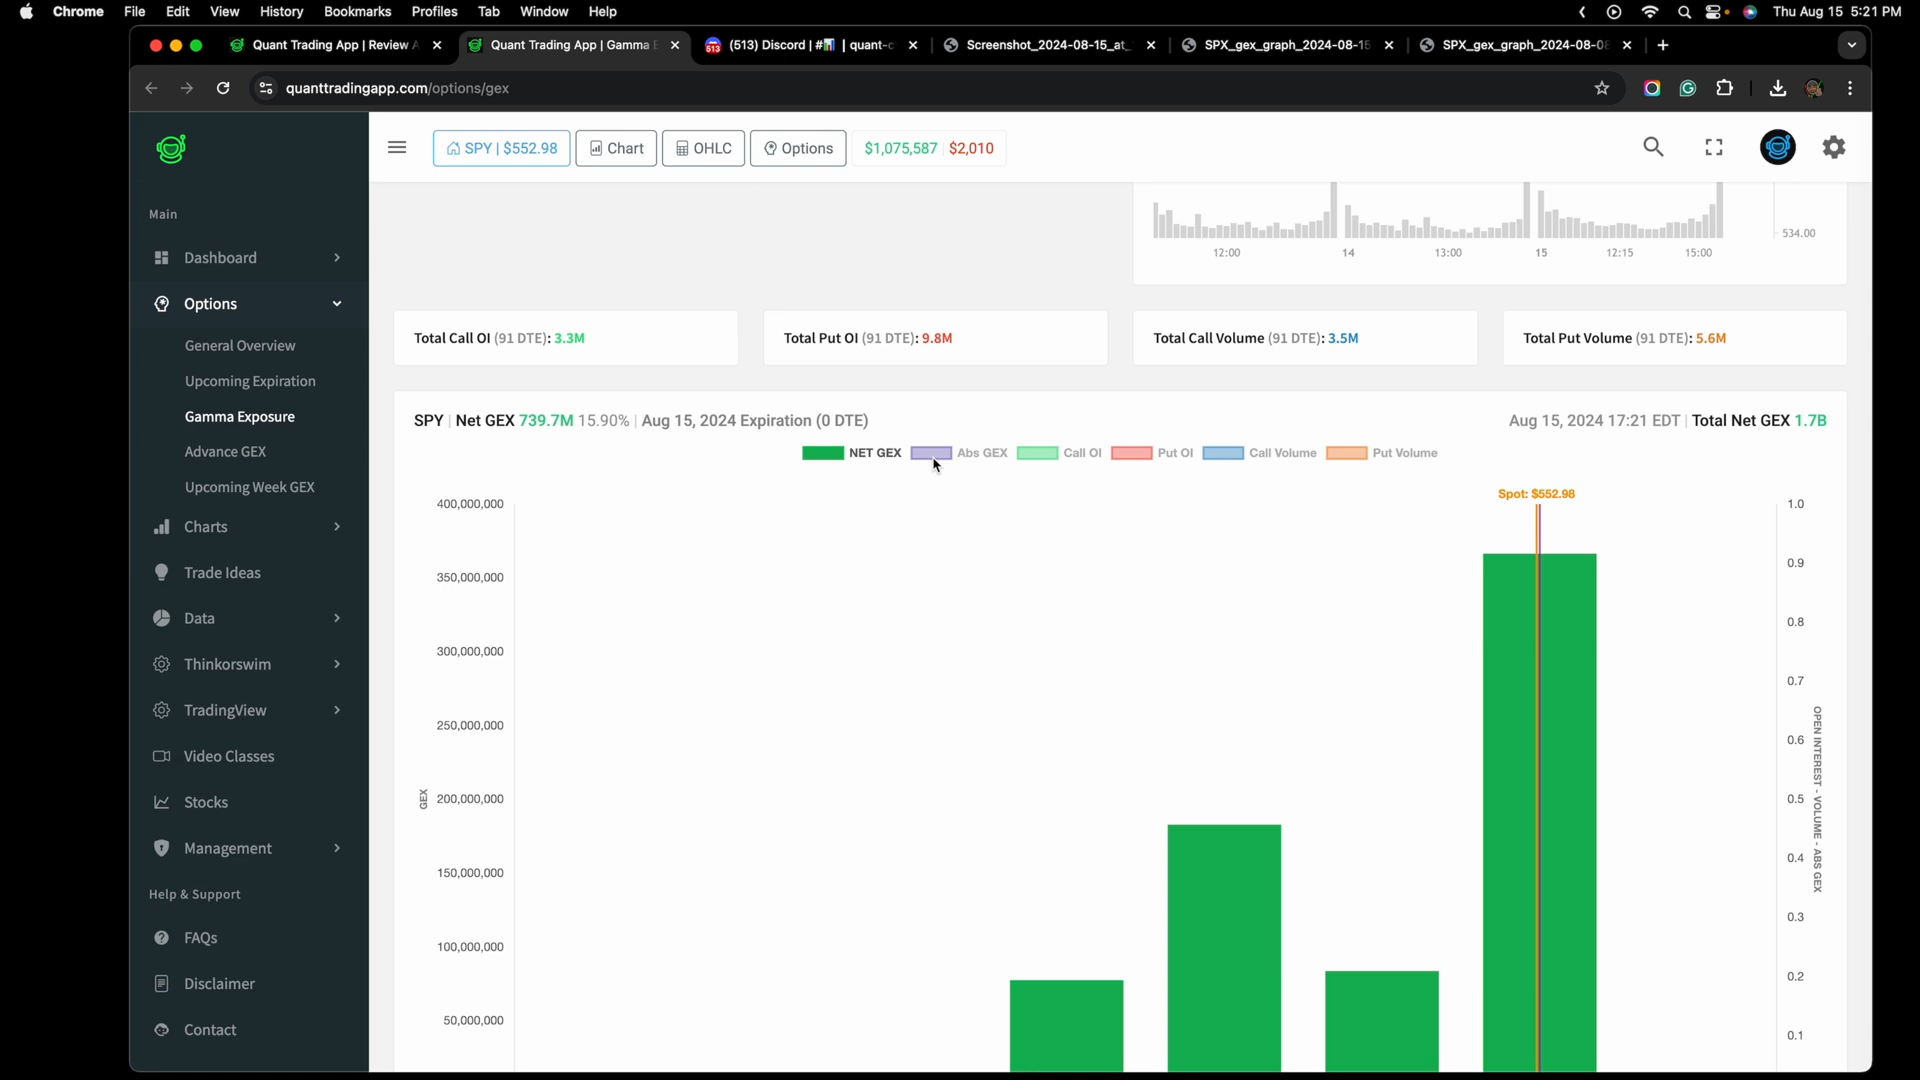 Chrome File Edit View History Bookmarks Profiles Tab Window Help Thu Aug 15 5:21 PM
Quant Trading App | Review A Quant Trading App | Gamma E (513) Discord | #📊 | quant-c Screenshot_2024-08-15_at_ SPX_gex_graph_2024-08-15 SPX_gex_graph_2024-08-08
513
quanttradingapp.com/options/gex
SPY | $552.98 Chart OHLC Options $1,075,587 $2,010
Main
Dashboard
Options
General Overview
Upcoming Expiration
Gamma Exposure
Advance GEX
Upcoming Week GEX
Charts
Trade Ideas
Data
Thinkorswim
TradingView
Video Classes
Stocks
Management
Help & Support
FAQs
Disclaimer
Contact
534.00
12:00 14 13:00 15 12:15 15:00
Total Call OI (91 DTE): 3.3M
Total Put OI (91 DTE): 9.8M
Total Call Volume (91 DTE): 3.5M
Total Put Volume (91 DTE): 5.6M
SPY | Net GEX 739.7M 15.90% | Aug 15, 2024 Expiration (0 DTE)
Aug 15, 2024 17:21 EDT | Total Net GEX 1.7B
NET GEX Abs GEX Call OI Put OI Call Volume Put Volume
Spot: $552.98
400,000,000
350,000,000
300,000,000
250,000,000
200,000,000
150,000,000
100,000,000
50,000,000
GEX
1.0
0.9
0.8
0.7
0.6
0.5
0.4
0.3
0.2
0.1
OPEN INTEREST - VOLUME - ABS GEX